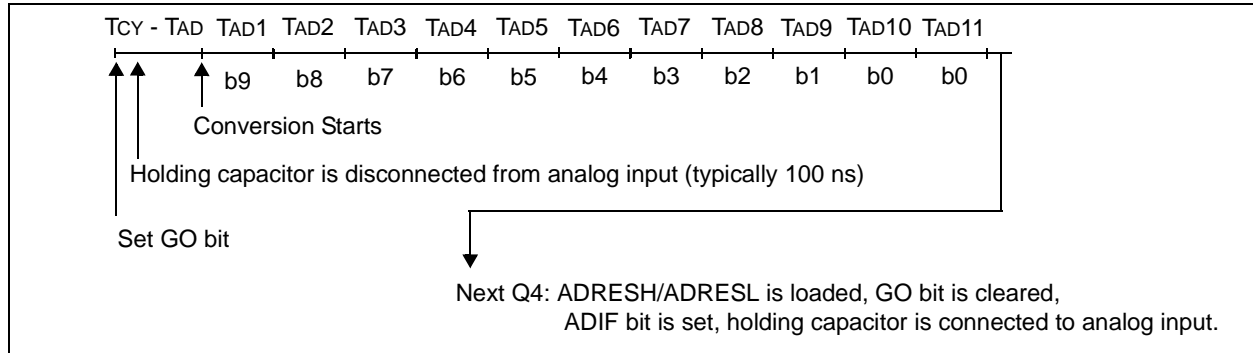 TCY - TAD TAD1 TAD2 TAD3 TAD4 TAD5 TAD6 TAD7 TAD8 TAD9 TAD10 TAD11
b9 b8 b7 b6 b5 b4 b3 b2 b1 b0 b0
Conversion Starts
Holding capacitor is disconnected from analog input (typically 100 ns)
Set GO bit
Next Q4: ADRESH/ADRESL is loaded, GO bit is cleared,
ADIF bit is set, holding capacitor is connected to analog input.